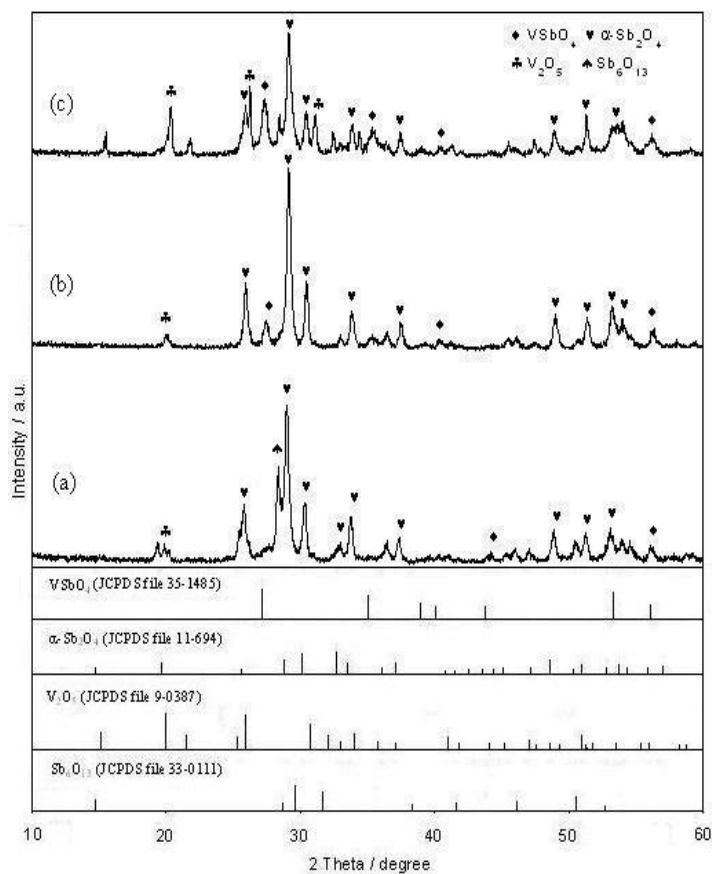 ♦ VSbO₄ ♥ α-Sb₂O₄
♣ V₂O₅ ♠ Sb₆O₁₃
(c)
(b)
(a)
Intensity / a.u.
VSbO₄ (JCPDS file 35-1485)
α-Sb₂O₄ (JCPDS file 11-694)
V₂O₅ (JCPDS file 9-0387)
Sb₆O₁₃ (JCPDS file 33-0111)
10 20 30 40 50 60
2 Theta / degree